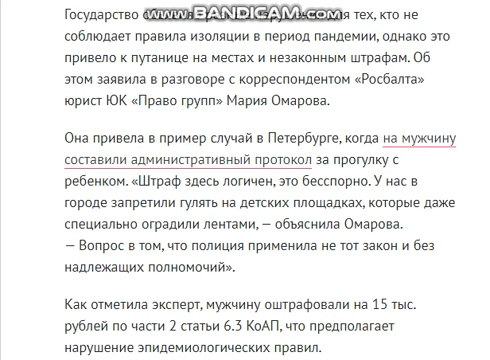 Государство
WWW.BANDICAM.COM
для тех, кто не
соблюдает правила изоляции в период пандемии, однако это
привело к путанице на местах и незаконным штрафам. Об
этом заявила в разговоре с корреспондентом «Росбалта»
юрист ЮК «Право групп» Мария Омарова.
Она привела в пример случай в Петербурге, когда на мужчину
составили административный протокол за прогулку с
ребенком. «Штраф здесь логичен, это бесспорно. У нас в
городе запретили гулять на детских площадках, которые даже
специально оградили лентами, — объяснила Омарова.
— Вопрос в том, что полиция применила не тот закон и без
надлежащих полномочий».
Как отметила эксперт, мужчину оштрафовали на 15 тыс.
рублей по части 2 статьи 6.3 КоАП, что предполагает
нарушение эпидемиологических правил.